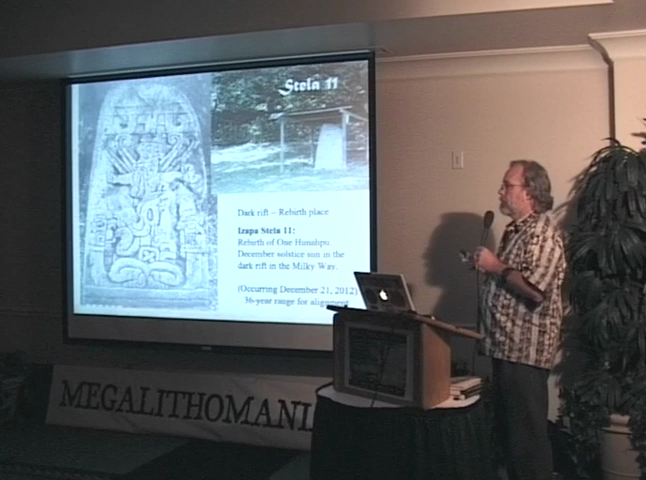 Stela 11
Dark rift – Rebirth place
Izapa Stela 11:
Rebirth of One Hunahpu
December solstice sun in the
dark rift in the Milky Way.
(Occurring December 21, 2012)
36-year range for alignment
MEGALITHOMANI